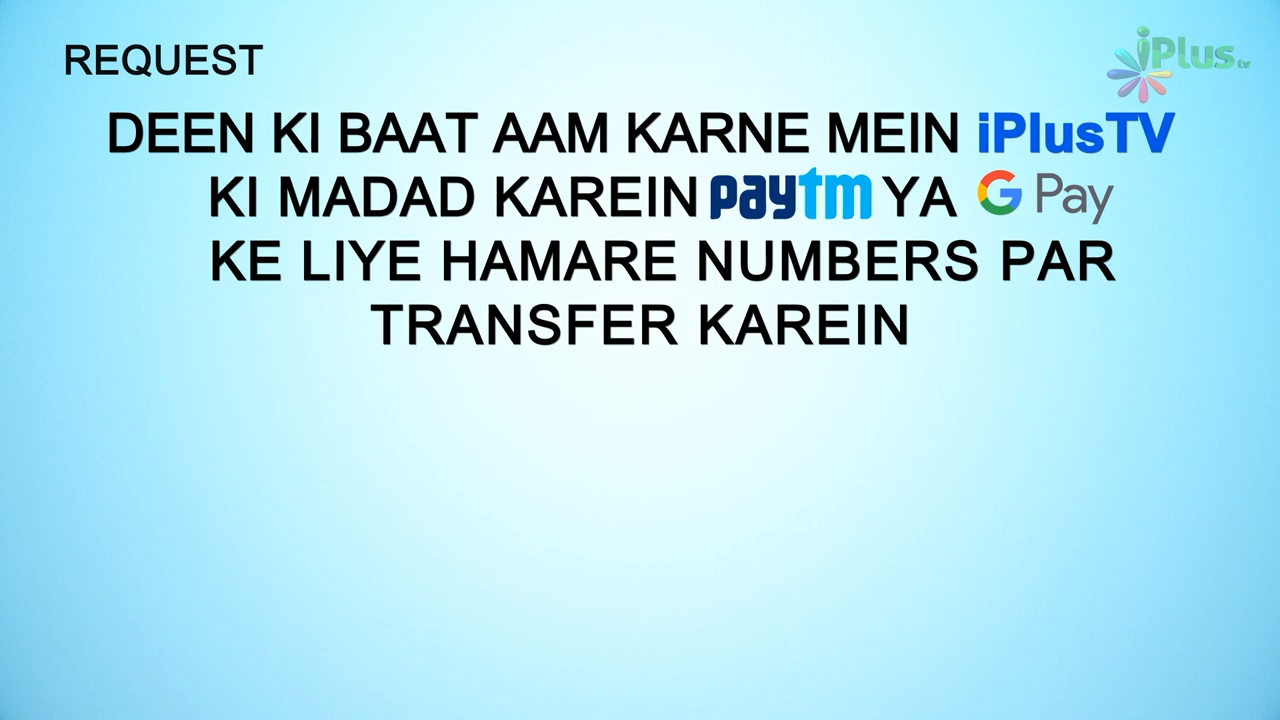 REQUEST
iPlus tv
DEEN KI BAAT AAM KARNE MEIN iPlusTV
KI MADAD KAREIN paytm YA G Pay
KE LIYE HAMARE NUMBERS PAR
TRANSFER KAREIN